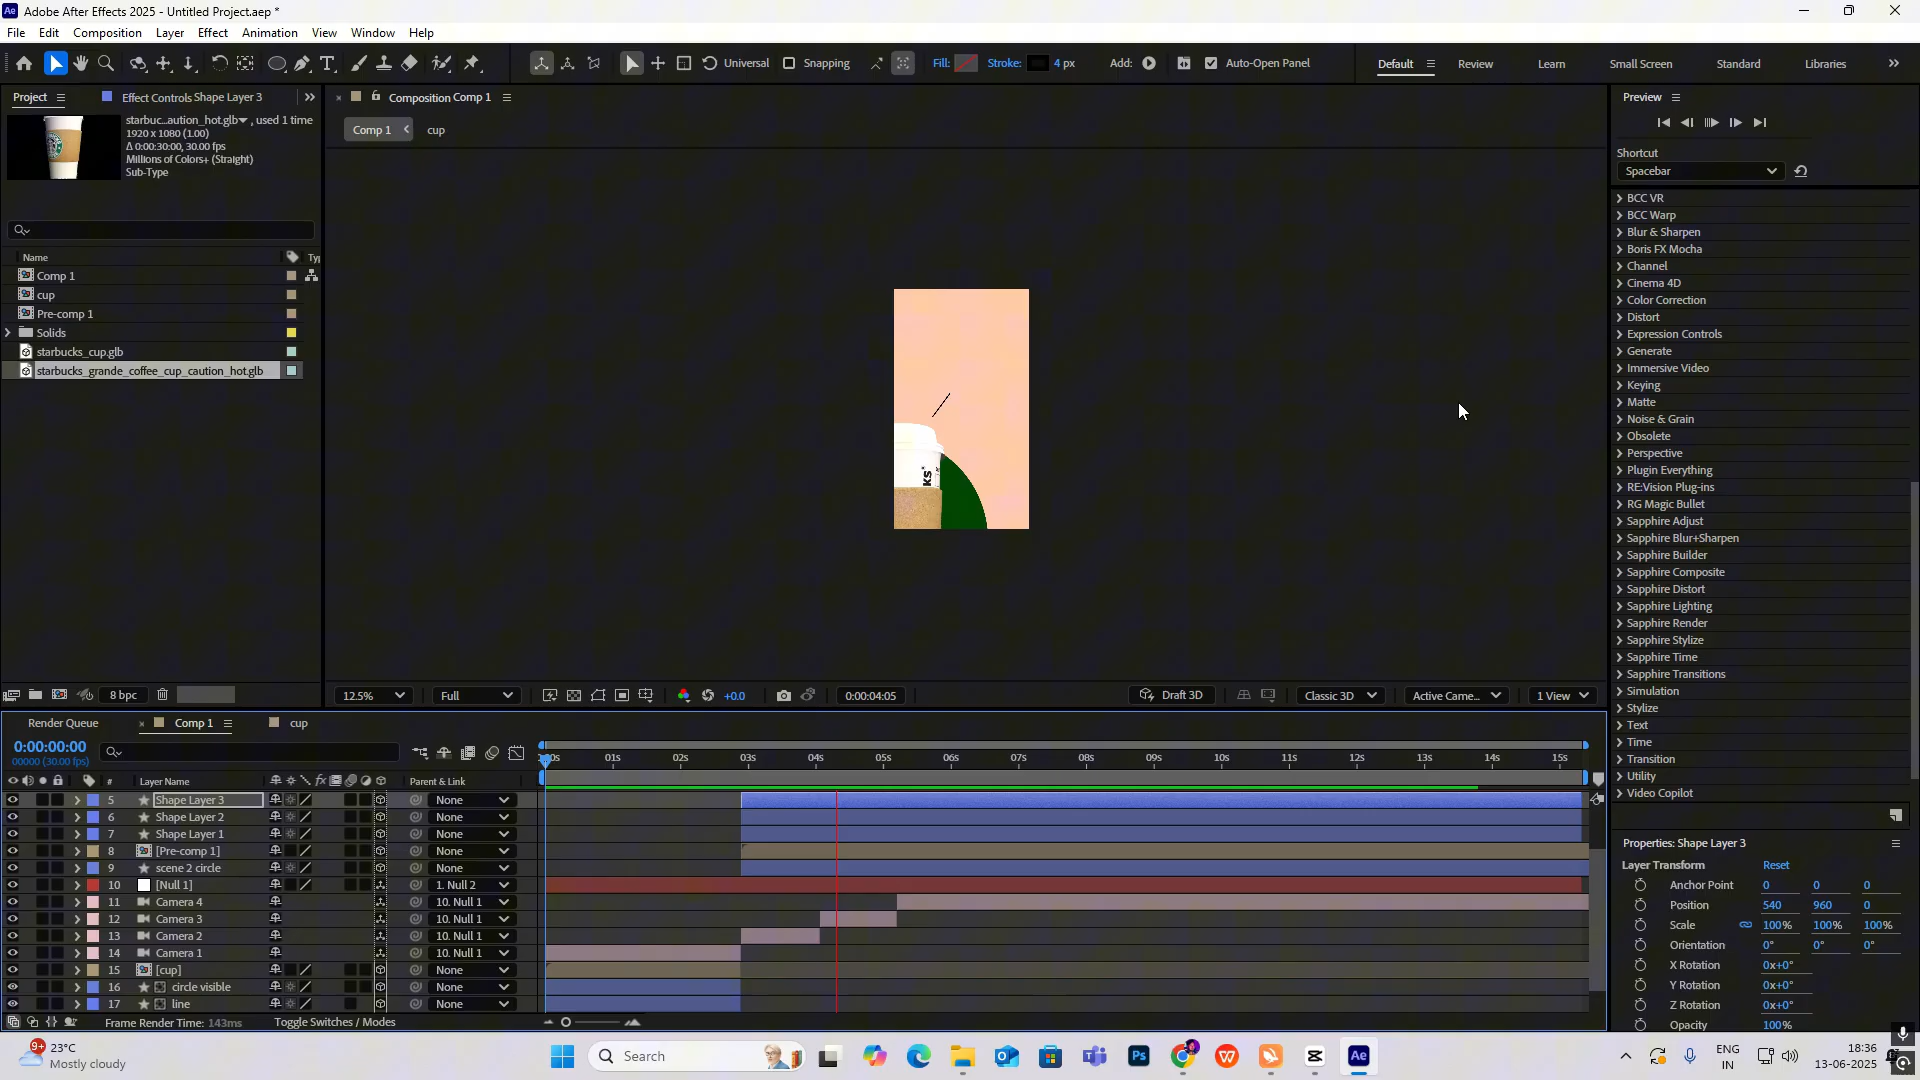 Adobe After Effects 2025 - Untitled Project.aep *
File Edit Composition Layer Effect Animation View Window Help
Universal Snapping Fill: Stroke: 4 px Add: Auto-Open Panel Default Review Learn Small Screen Standard Libraries
Project Effect Controls Shape Layer 3
starbuc...aution_hot.glb , used 1 time
1920 x 1080 (1.00)
Δ 0:00:30:00, 30.00 fps
Millions of Colors+ (Straight)
Sub-Type
Name Typ
Comp 1
cup
Pre-comp 1
Solids
starbucks_cup.glb
starbucks_grande_coffee_cup_caution_hot.glb
8 bpc
Composition Comp 1
Comp 1 cup
KS
12.5% Full +0.0 0:00:04:05 Draft 3D Classic 3D Active Came... 1 View
Preview
Shortcut
Spacebar
BCC VR
BCC Warp
Blur & Sharpen
Boris FX Mocha
Channel
Cinema 4D
Color Correction
Distort
Expression Controls
Generate
Immersive Video
Keying
Matte
Noise & Grain
Obsolete
Perspective
Plugin Everything
RE:Vision Plug-ins
RG Magic Bullet
Sapphire Adjust
Sapphire Blur+Sharpen
Sapphire Builder
Sapphire Composite
Sapphire Distort
Sapphire Lighting
Sapphire Render
Sapphire Stylize
Sapphire Time
Sapphire Transitions
Simulation
Stylize
Text
Time
Transition
Utility
Video Copilot
Properties: Shape Layer 3
Layer Transform Reset
Anchor Point 0 0 0
Position 540 960 0
Scale 100% 100% 100%
Orientation 0° 0° 0°
X Rotation 0x+0°
Y Rotation 0x+0°
Z Rotation 0x+0°
Opacity 100%
Render Queue Comp 1 cup
0:00:00:00
00000 (30.00 fps)
00s 01s 02s 03s 04s 05s 06s 07s 08s 09s 10s 11s 12s 13s 14s 15s
# Layer Name fx Parent & Link
5 Shape Layer 3 None
6 Shape Layer 2 None
7 Shape Layer 1 None
8 [Pre-comp 1] None
9 scene 2 circle None
10 [Null 1] 1. Null 2
11 Camera 4 10. Null 1
12 Camera 3 10. Null 1
13 Camera 2 10. Null 1
14 Camera 1 10. Null 1
15 [cup] None
16 circle visible None
17 line None
Frame Render Time: 143ms Toggle Switches / Modes
9+ 23°C
Mostly cloudy
Search
ENG
IN
18:36
13-06-2025